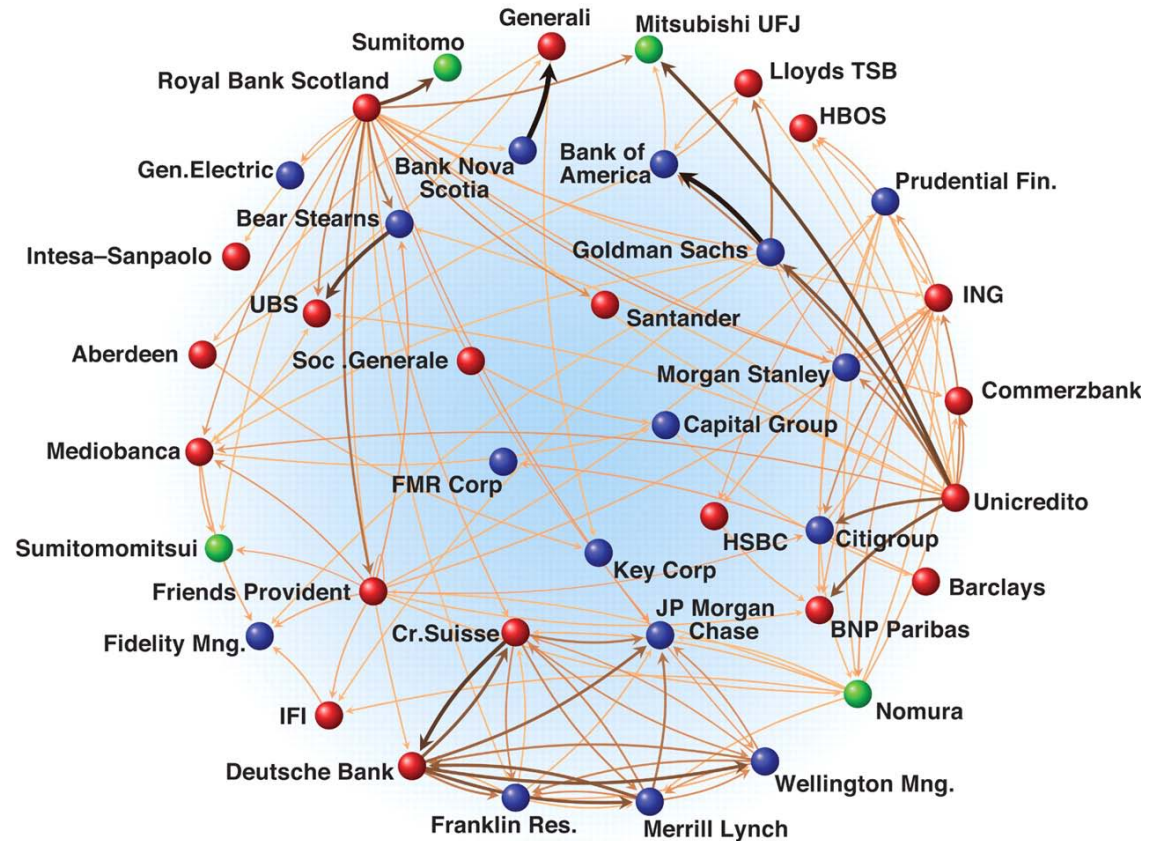 Generali
Mitsubishi UFJ
Sumitomo
Lloyds TSB
Royal Bank Scotland
HBOS
Gen.Electric
Bank Nova
Scotia
Bank of
America
Prudential Fin.
Bear Stearns
Goldman Sachs
Intesa–Sanpaolo
UBS
ING
Santander
Aberdeen
Soc .Generale
Morgan Stanley
Commerzbank
Capital Group
Mediobanca
FMR Corp
Unicredito
HSBC
Citigroup
Sumitomomitsui
Key Corp
Barclays
Friends Provident
JP Morgan
Chase
BNP Paribas
Cr.Suisse
Fidelity Mng.
Nomura
IFI
Deutsche Bank
Wellington Mng.
Franklin Res.
Merrill Lynch